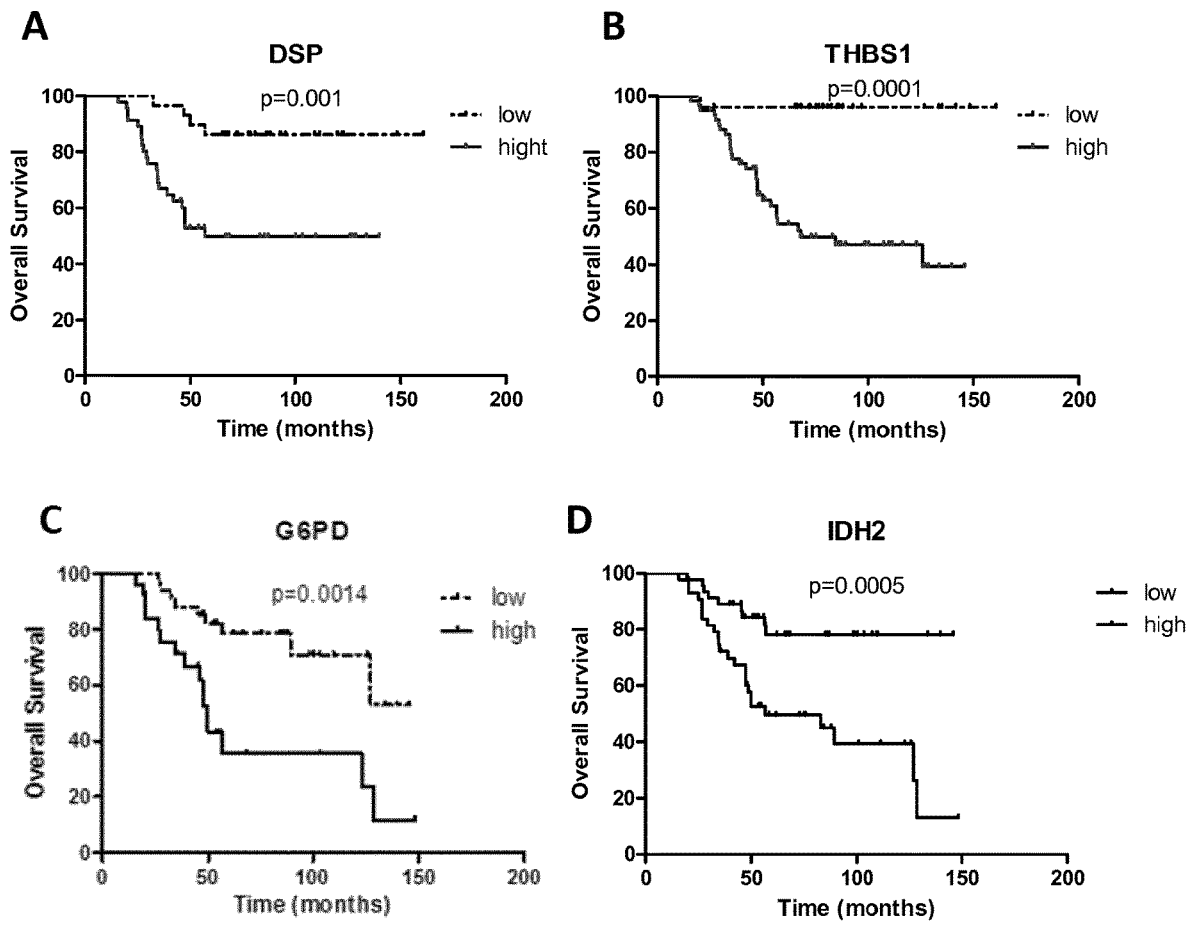 A
DSP
p=0.001
low
hight
100
80
60
40
20
0
Overall Survival
0 50 100 150 200
Time (months)
B
THBS1
p=0.0001
low
high
100
80
60
40
20
0
Overall Survival
0 50 100 150 200
Time (months)
C
G6PD
p=0.0014
low
high
100
80
60
40
20
0
Overall Survival
0 50 100 150 200
Time (months)
D
IDH2
p=0.0005
low
high
100
80
60
40
20
0
Overall Survival
0 50 100 150 200
Time (months)